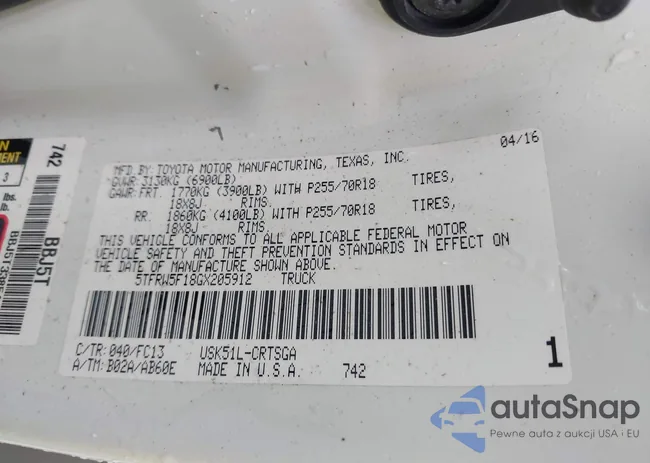 04/16
MFD.BY:TOYOTA MOTOR MANUFACTURING, TEXAS, INC.
GVWR: 3130KG (6900LB)
GAWR: FRT. 1770KG (3900LB) WITH P255/70R18 TIRES,
18X8J RIMS.
RR. 1860KG (4100LB) WITH P255/70R18 TIRES,
18X8J RIMS.
THIS VEHICLE CONFORMS TO ALL APPLICABLE FEDERAL MOTOR
VEHICLE SAFETY AND THEFT PREVENTION STANDARDS IN EFFECT ON
THE DATE OF MANUFACTURE SHOWN ABOVE.
5TFRW5F18GX205912 TRUCK
C/TR: 040/FC13 USK51L-CRTSGA
A/TM: B02A/AB60E MADE IN U.S.A. 742
1
742
BBJ5T
3
lbs.
lb.
autaSnap
Pewne auta z aukcji USA i EU